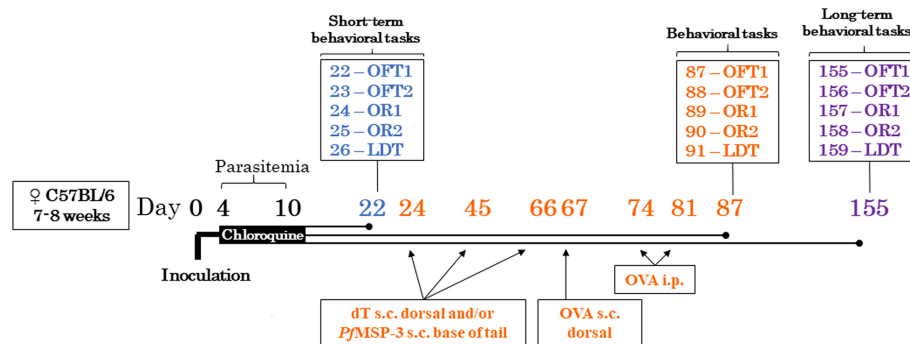 Short-term
behavioral tasks
22 – OFT1
23 – OFT2
24 – OR1
25 – OR2
26 – LDT
Behavioral tasks
87 – OFT1
88 – OFT2
89 – OR1
90 – OR2
91 – LDT
Long-term
behavioral tasks
155 – OFT1
156 – OFT2
157 – OR1
158 – OR2
159 – LDT
Parasitemia
♀ C57BL/6
7-8 weeks
Day 0 4 10 22 24 45 66 67 74 81 87 155
Chloroquine
Inoculation
dT s.c. dorsal and/or
PfMSP-3 s.c. base of tail
OVA s.c.
dorsal
OVA i.p.